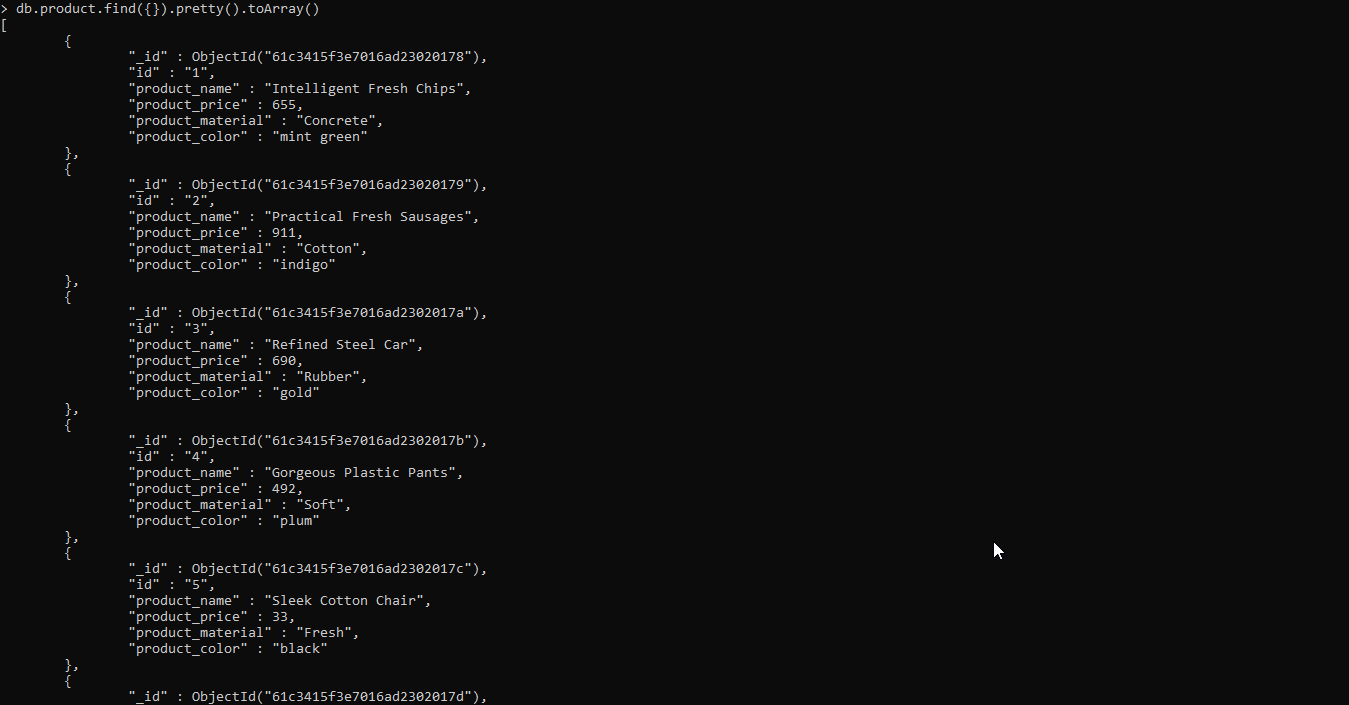 > db.product.find({}).pretty().toArray()
[
{
"_id" : ObjectId("61c3415f3e7016ad23020178"),
"id" : "1",
"product_name" : "Intelligent Fresh Chips",
"product_price" : 655,
"product_material" : "Concrete",
"product_color" : "mint green"
},
{
"_id" : ObjectId("61c3415f3e7016ad23020179"),
"id" : "2",
"product_name" : "Practical Fresh Sausages",
"product_price" : 911,
"product_material" : "Cotton",
"product_color" : "indigo"
},
{
"_id" : ObjectId("61c3415f3e7016ad2302017a"),
"id" : "3",
"product_name" : "Refined Steel Car",
"product_price" : 690,
"product_material" : "Rubber",
"product_color" : "gold"
},
{
"_id" : ObjectId("61c3415f3e7016ad2302017b"),
"id" : "4",
"product_name" : "Gorgeous Plastic Pants",
"product_price" : 492,
"product_material" : "Soft",
"product_color" : "plum"
},
{
"_id" : ObjectId("61c3415f3e7016ad2302017c"),
"id" : "5",
"product_name" : "Sleek Cotton Chair",
"product_price" : 33,
"product_material" : "Fresh",
"product_color" : "black"
},
{
"_id" : ObjectId("61c3415f3e7016ad2302017d"),